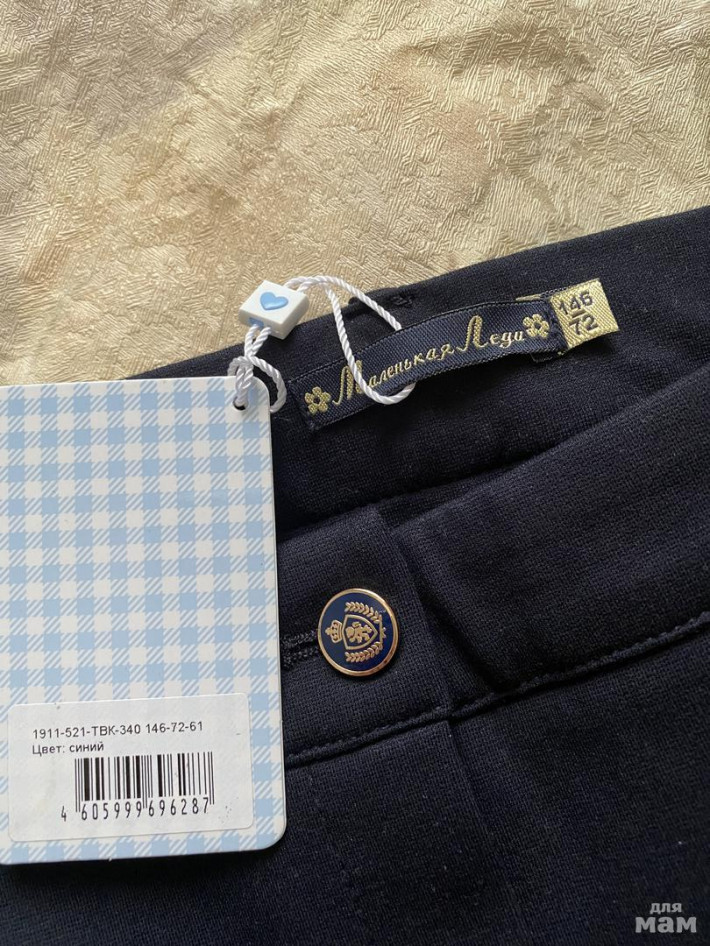 Маленькая Леди
146
72
1911-521-ТВК-340 146-72-61
Цвет: синий
4 605999 696287
для
мам